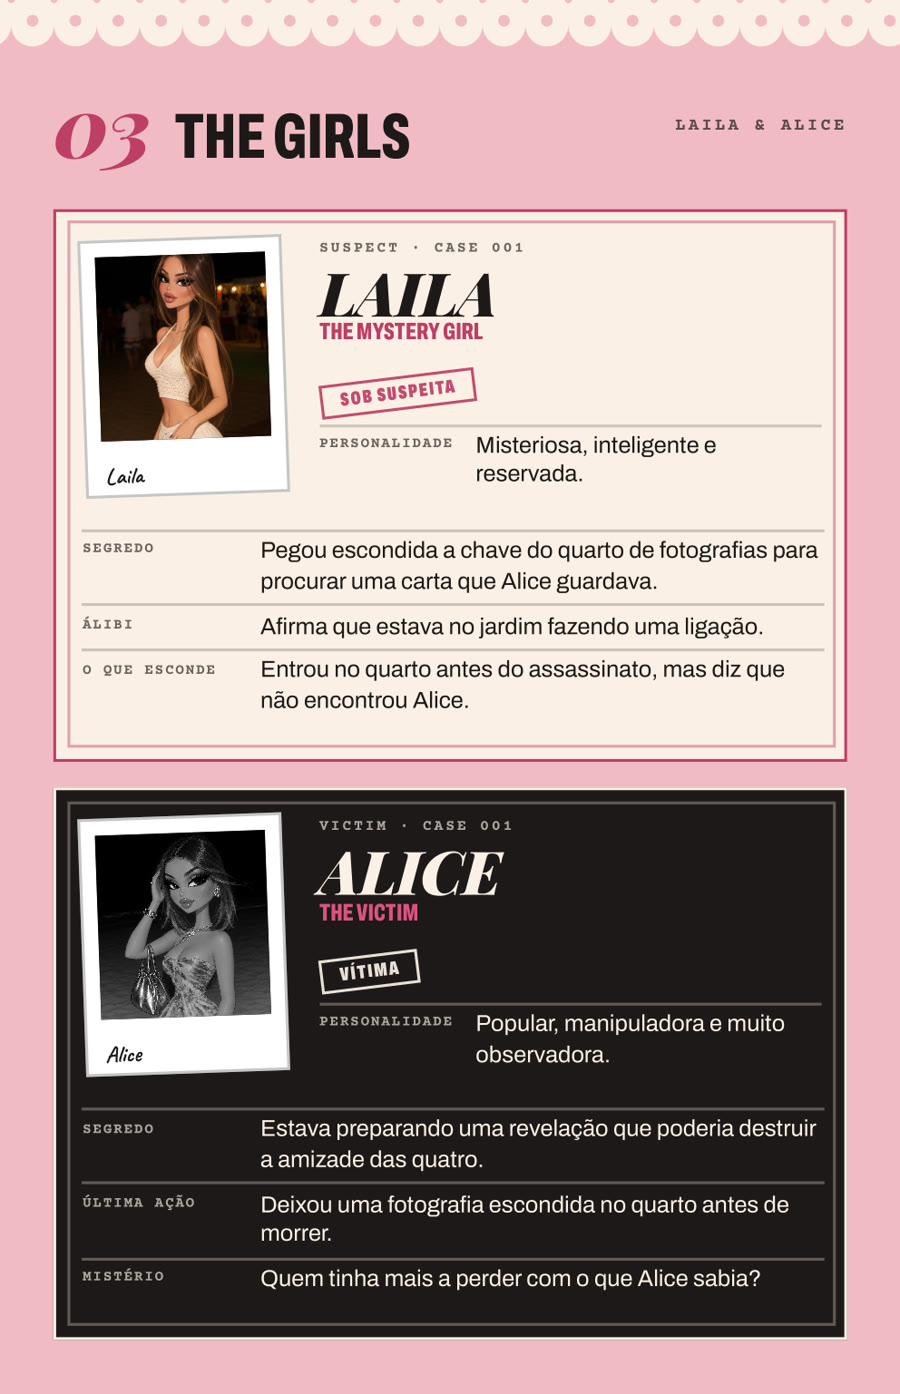 03 THE GIRLS
LAILA & ALICE
SUSPECT · CASE 001
LAILA
THE MYSTERY GIRL
SOB SUSPEITA
PERSONALIDADE Misteriosa, inteligente e
reservada.
Laila
SEGREDO Pegou escondida a chave do quarto de fotografias para
procurar uma carta que Alice guardava.
ÁLIBI Afirma que estava no jardim fazendo uma ligação.
O QUE ESCONDE Entrou no quarto antes do assassinato, mas diz que
não encontrou Alice.
VICTIM · CASE 001
ALICE
THE VICTIM
VÍTIMA
PERSONALIDADE Popular, manipuladora e muito
observadora.
Alice
SEGREDO Estava preparando uma revelação que poderia destruir
a amizade das quatro.
ÚLTIMA AÇÃO Deixou uma fotografia escondida no quarto antes de
morrer.
MISTÉRIO Quem tinha mais a perder com o que Alice sabia?